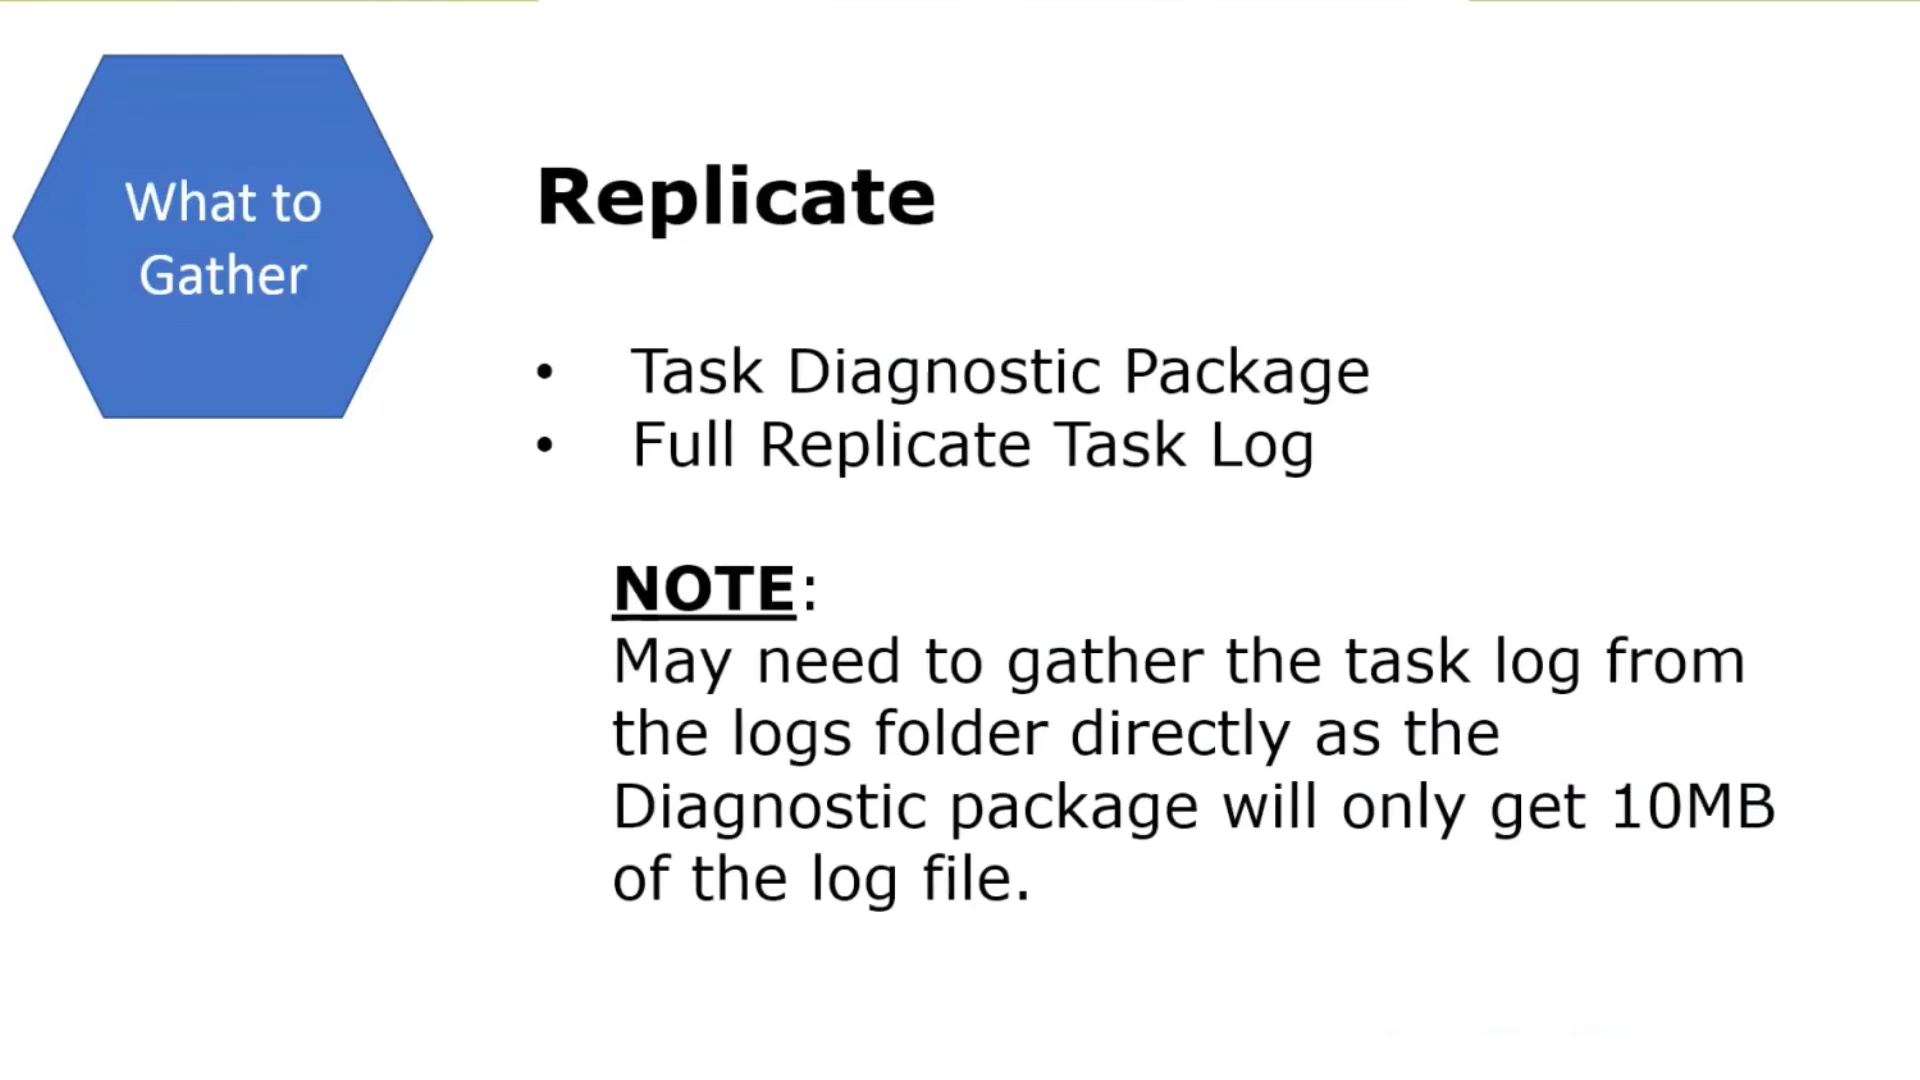 What to
Gather
Replicate
• Task Diagnostic Package
• Full Replicate Task Log
NOTE:
May need to gather the task log from
the logs folder directly as the
Diagnostic package will only get 10MB
of the log file.